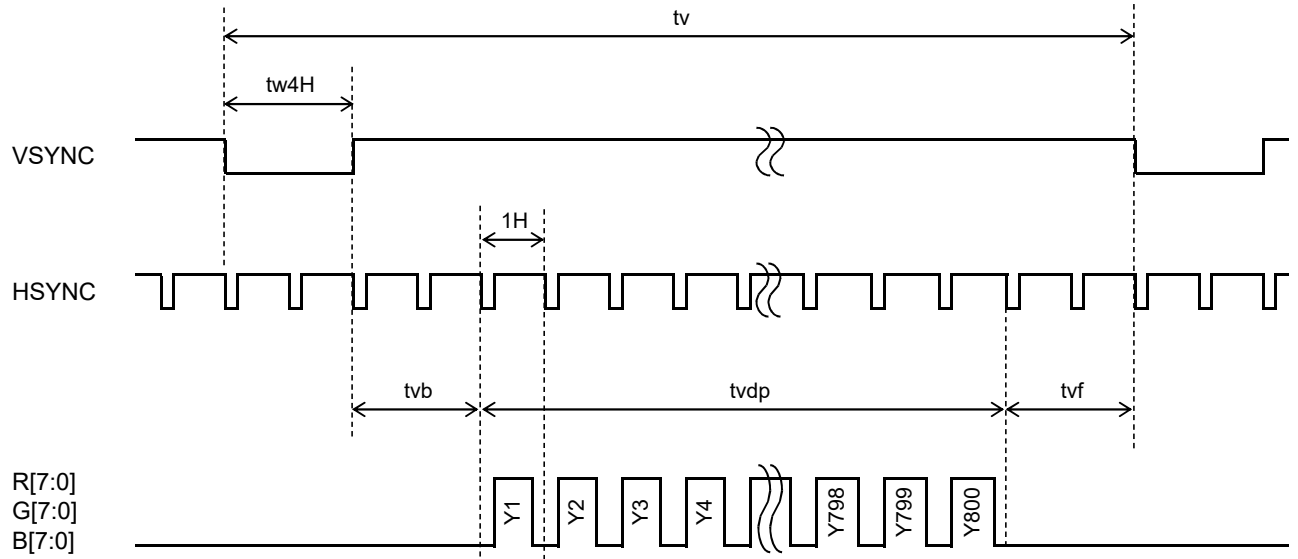 tv
tw4H
VSYNC
1H
HSYNC
tvb
tvdp
tvf
R[7:0]
G[7:0]
B[7:0]
Y1
Y2
Y3
Y4
Y798
Y799
Y800